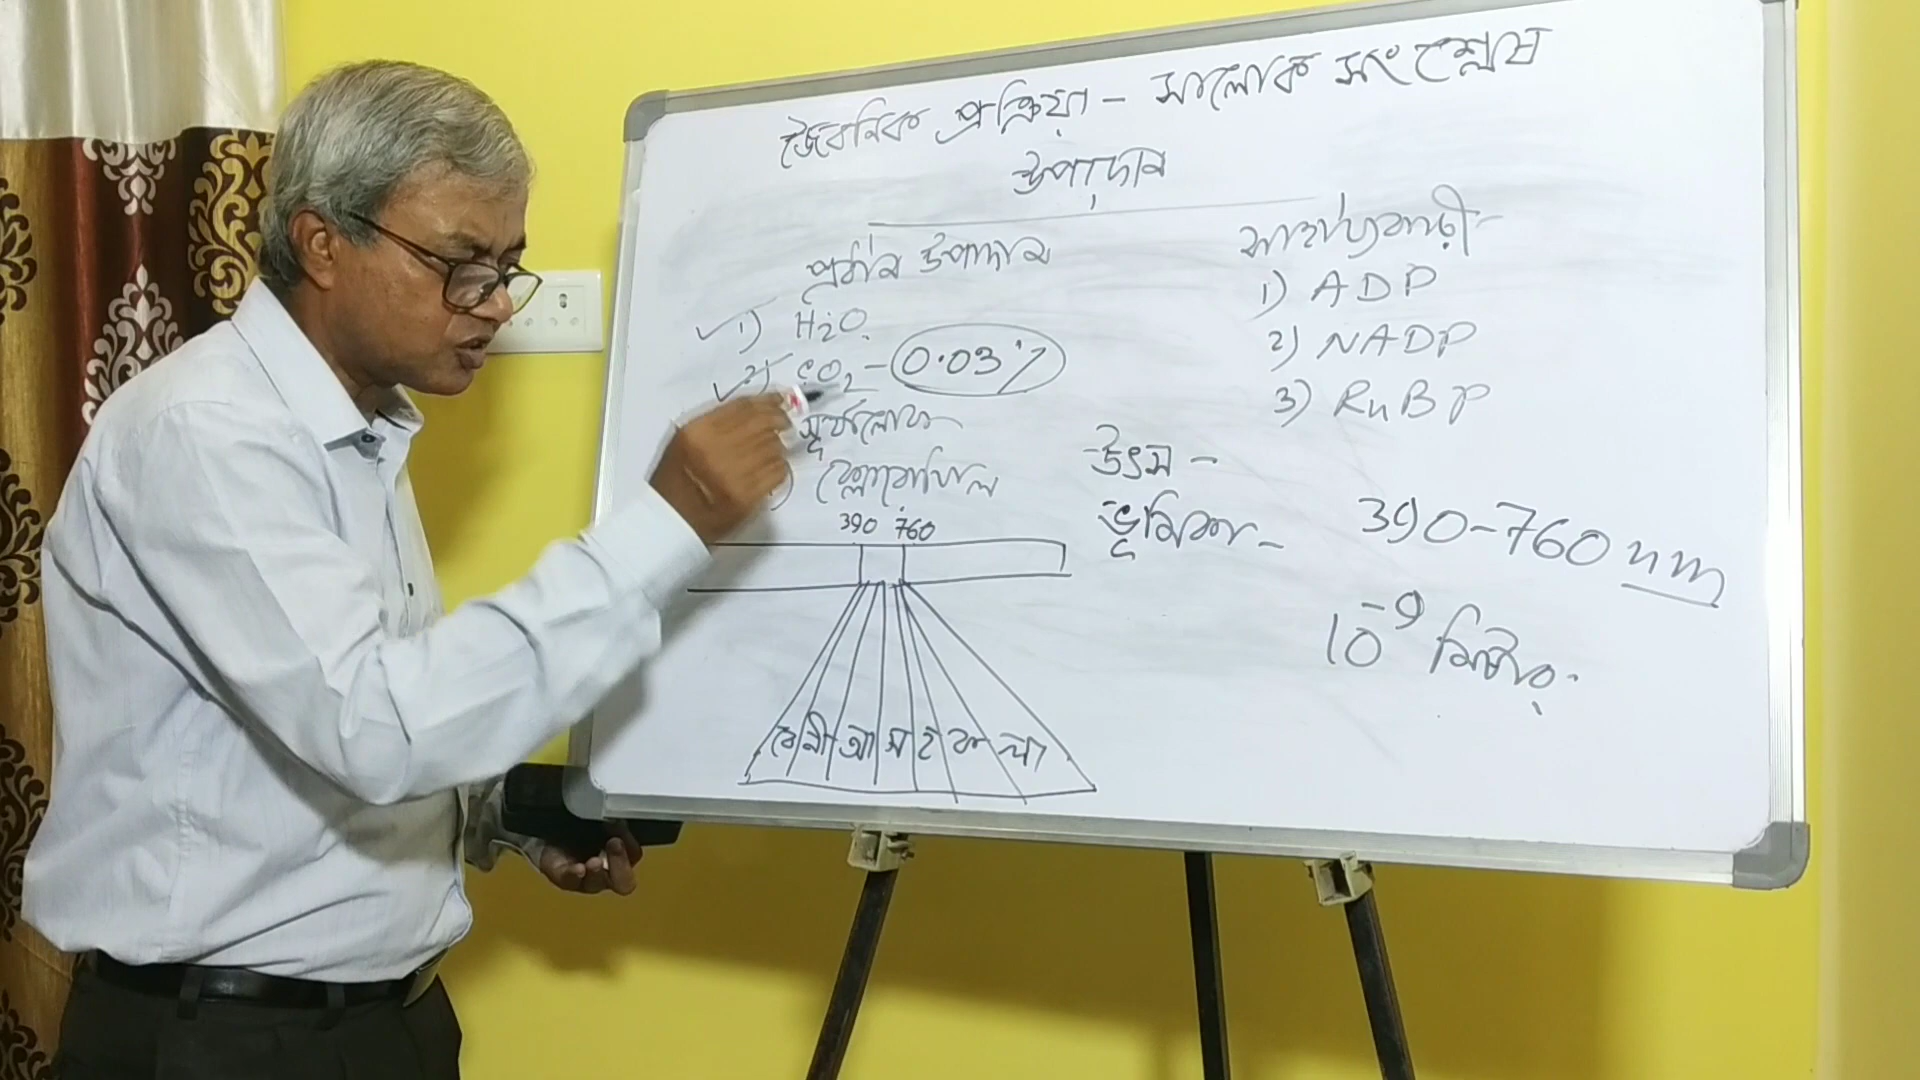 জৈবনিক প্রক্রিয়া - সালোক সংশ্লেষ
উপাদান
প্রধান উপাদান
1) H2O
2) CO2 - 0.03%
সূর্যালোক
) ক্লোরোফিল
সাহায্যকারী -
1) ADP
2) NADP
3) RuBP
উৎস -
ভূমিকা -
390-760 nm
10^-9 মিটার
390 760
বে নী আ স হ ক লা